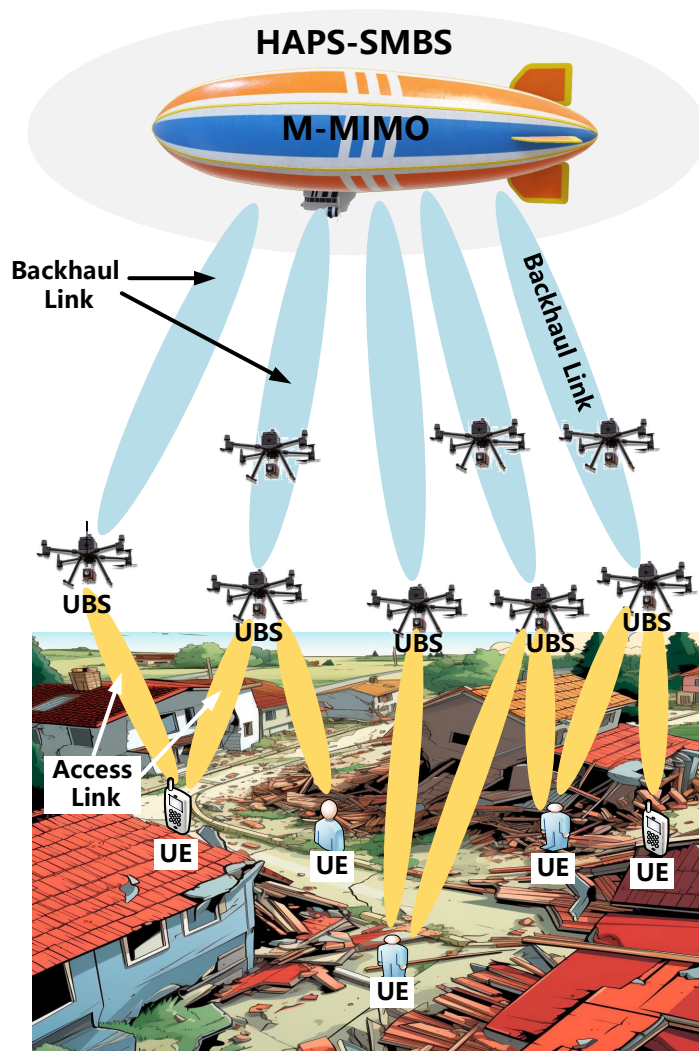 HAPS-SMBS
M-MIMO
Backhaul
Link
Backhaul Link
UBS
UBS
UBS
UBS
UBS
Access
Link
UE
UE
UE
UE
UE